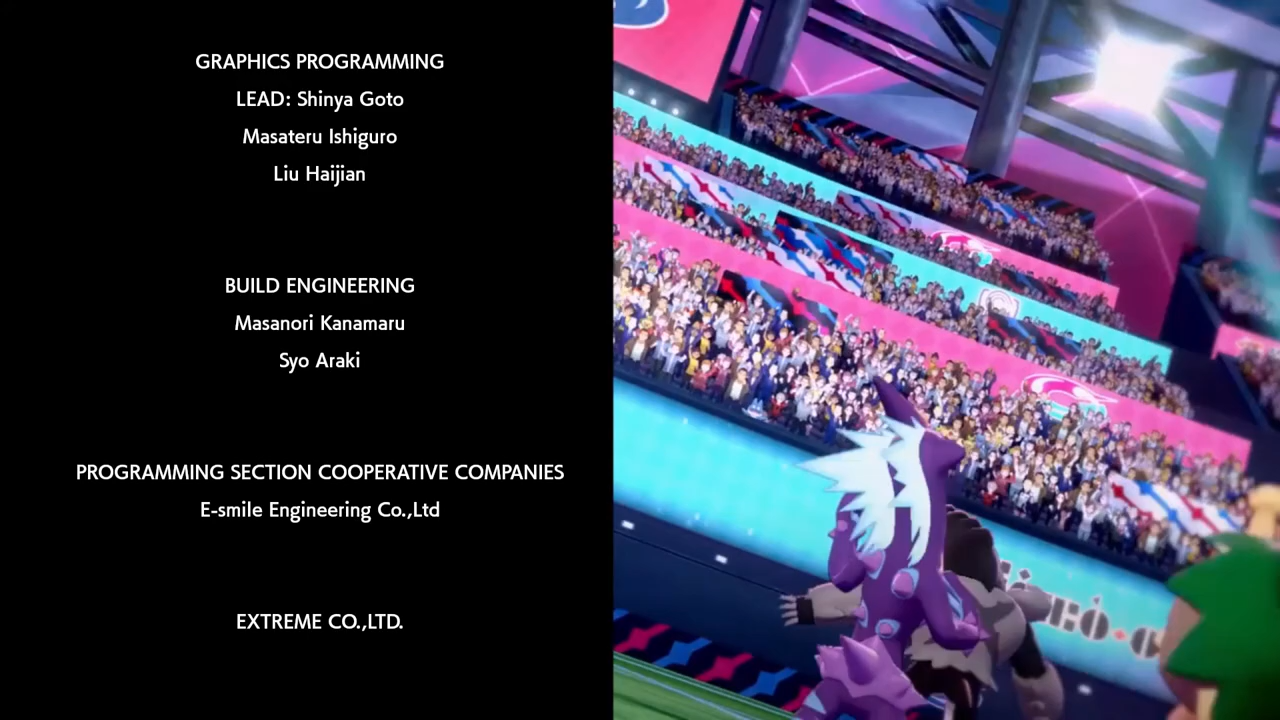 GRAPHICS PROGRAMMING
LEAD: Shinya Goto
Masateru Ishiguro
Liu Haijian
BUILD ENGINEERING
Masanori Kanamaru
Syo Araki
PROGRAMMING SECTION COOPERATIVE COMPANIES
E-smile Engineering Co.,Ltd
EXTREME CO.,LTD.